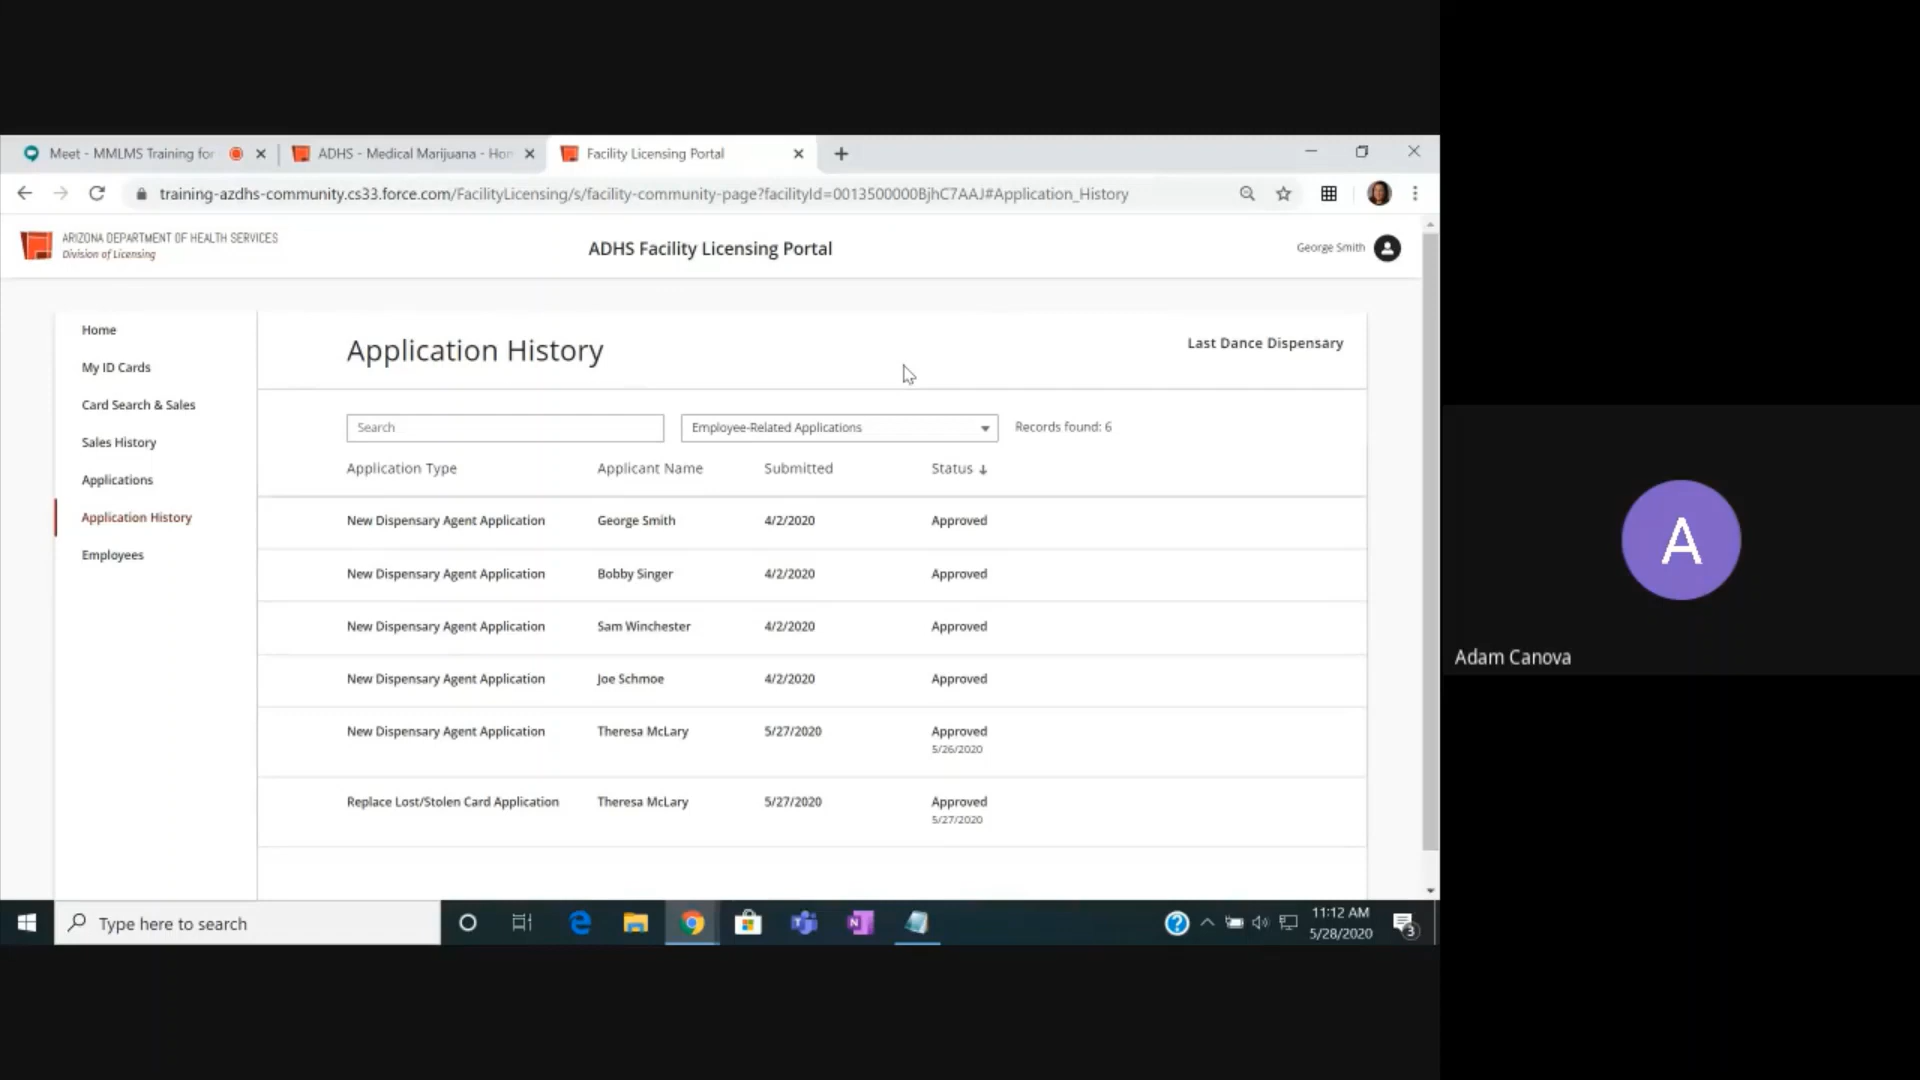 Meet - MMLMS Training for
ADHS - Medical Marijuana - Hon
Facility Licensing Portal
training-azdhs-community.cs33.force.com/FacilityLicensing/s/facility-community-page?facilityId=0013500000BjhC7AAJ#Application_History
ARIZONA DEPARTMENT OF HEALTH SERVICES
Division of Licensing
ADHS Facility Licensing Portal
George Smith
Home
My ID Cards
Card Search & Sales
Sales History
Applications
Application History
Employees
Application History
Last Dance Dispensary
Search
Employee-Related Applications
Records found: 6
Application Type Applicant Name Submitted Status
New Dispensary Agent Application George Smith 4/2/2020 Approved
New Dispensary Agent Application Bobby Singer 4/2/2020 Approved
New Dispensary Agent Application Sam Winchester 4/2/2020 Approved
New Dispensary Agent Application Joe Schmoe 4/2/2020 Approved
New Dispensary Agent Application Theresa McLary 5/27/2020 Approved
5/26/2020
Replace Lost/Stolen Card Application Theresa McLary 5/27/2020 Approved
5/27/2020
Type here to search
11:12 AM
5/28/2020
3
A
Adam Canova